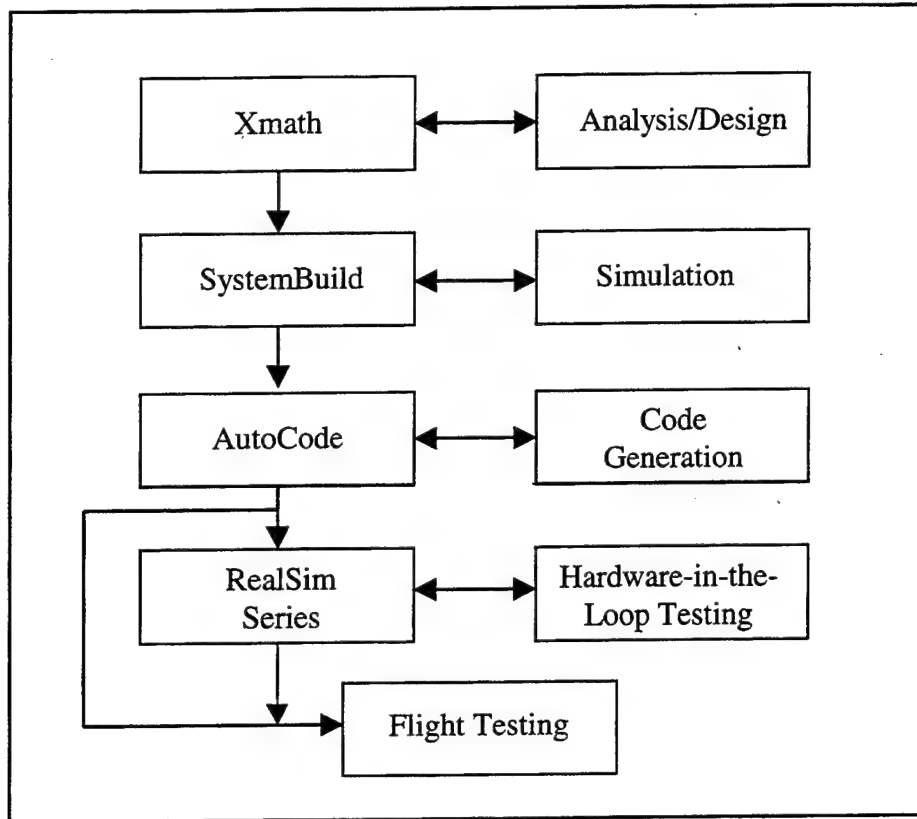 Xmath
Analysis/Design
SystemBuild
Simulation
AutoCode
Code
Generation
RealSim
Series
Hardware-in-the-
Loop Testing
Flight Testing